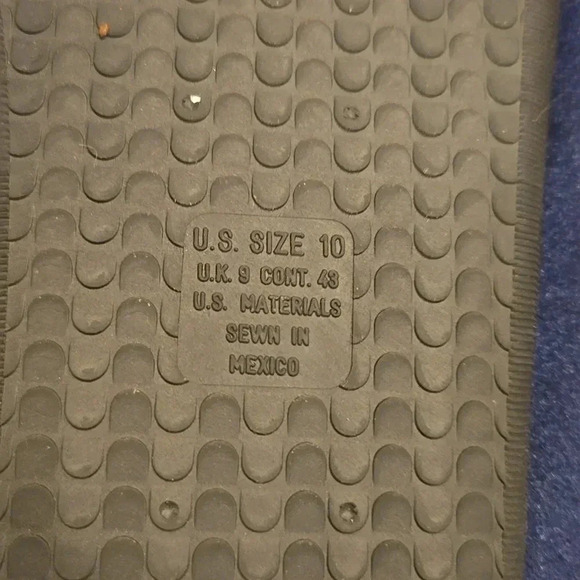 U.S. SIZE 10
U.K. 9 CONT. 43
U.S. MATERIALS
SEWN IN
MEXICO